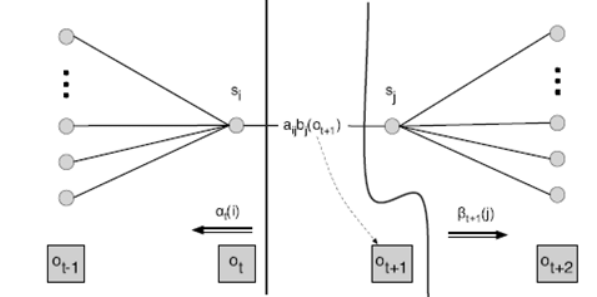 s_i
s_j
a_ij b_j(o_t+1)
α_t(i)
β_t+1(j)
o_t-1
o_t
o_t+1
o_t+2